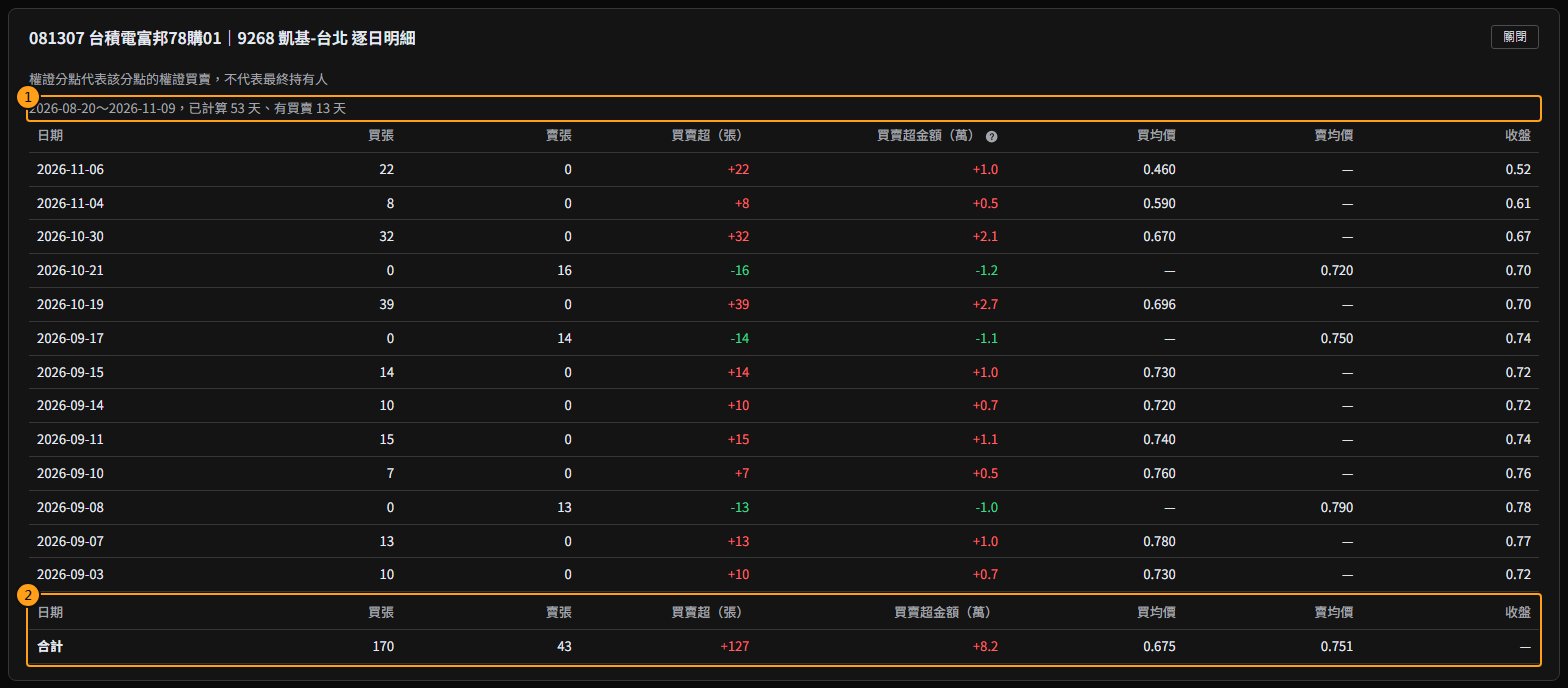 081307 台積電富邦78購01｜9268 凱基-台北 逐日明細
關閉
權證分點代表該分點的權證買賣，不代表最終持有人
1
2026-08-20～2026-11-09，已計算 53 天、有買賣 13 天
日期 買張 賣張 買賣超（張） 買賣超金額（萬） ? 買均價 賣均價 收盤
2026-11-06 22 0 +22 +1.0 0.460 — 0.52
2026-11-04 8 0 +8 +0.5 0.590 — 0.61
2026-10-30 32 0 +32 +2.1 0.670 — 0.67
2026-10-21 0 16 -16 -1.2 — 0.720 0.70
2026-10-19 39 0 +39 +2.7 0.696 — 0.70
2026-09-17 0 14 -14 -1.1 — 0.750 0.74
2026-09-15 14 0 +14 +1.0 0.730 — 0.72
2026-09-14 10 0 +10 +0.7 0.720 — 0.72
2026-09-11 15 0 +15 +1.1 0.740 — 0.74
2026-09-10 7 0 +7 +0.5 0.760 — 0.76
2026-09-08 0 13 -13 -1.0 — 0.790 0.78
2026-09-07 13 0 +13 +1.0 0.780 — 0.77
2026-09-03 10 0 +10 +0.7 0.730 — 0.72
2
日期 買張 賣張 買賣超（張） 買賣超金額（萬） 買均價 賣均價 收盤
合計 170 43 +127 +8.2 0.675 0.751 —